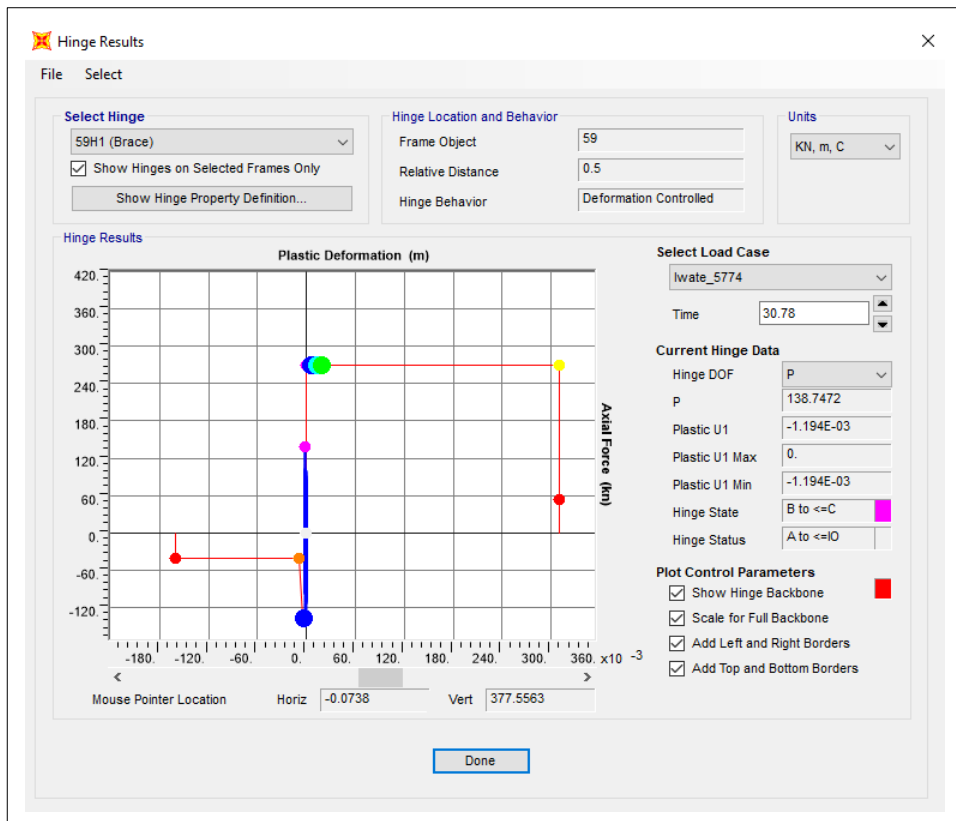 Hinge Results
File Select
Select Hinge
59H1 (Brace)
Show Hinges on Selected Frames Only
Show Hinge Property Definition...
Hinge Location and Behavior
Frame Object 59
Relative Distance 0.5
Hinge Behavior Deformation Controlled
Units
KN, m, C
Hinge Results
Plastic Deformation (m)
420.
360.
300.
240.
180.
120.
60.
0.
-60.
-120.
Axial Force (kn)
-180. -120. -60. 0. 60. 120. 180. 240. 300. 360. x10 -3
Mouse Pointer Location Horiz -0.0738 Vert 377.5563
Select Load Case
Iwate_5774
Time 30.78
Current Hinge Data
Hinge DOF P
P 138.7472
Plastic U1 -1.194E-03
Plastic U1 Max 0.
Plastic U1 Min -1.194E-03
Hinge State B to <=C
Hinge Status A to <=IO
Plot Control Parameters
Show Hinge Backbone
Scale for Full Backbone
Add Left and Right Borders
Add Top and Bottom Borders
Done